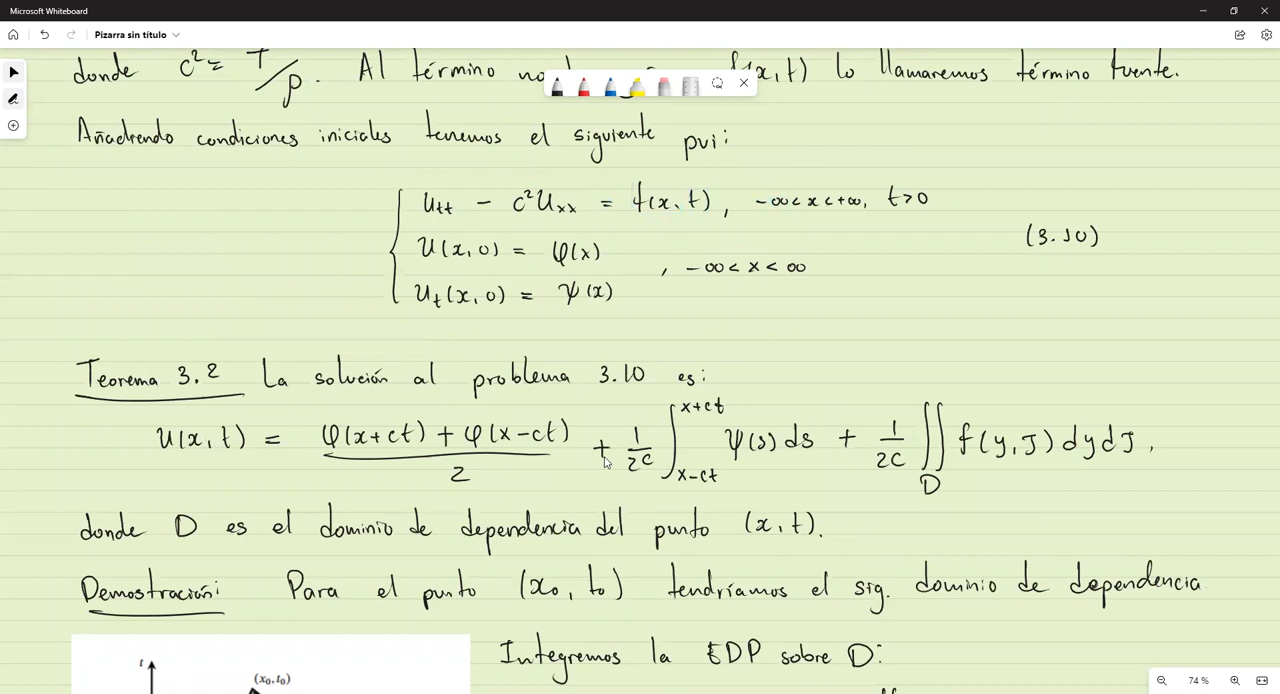 Microsoft Whiteboard
Pizarra sin título
donde c² = T/ρ. Al término no f(x,t) lo llamaremos término fuente.
Añadiendo condiciones iniciales tenemos el siguiente pvi:
u_tt - c²u_xx = f(x,t), -∞<x<+∞, t>0
(3.10)
u(x,0) = φ(x)
, -∞<x<∞
u_t(x,0) = ψ(x)
Teorema 3.2 La solución al problema 3.10 es:
u(x,t) = (φ(x+ct) + φ(x-ct))/2 + 1/2c ∫_{x-ct}^{x+ct} ψ(s)ds + 1/2c ∬_D f(y,J)dydJ,
donde D es el dominio de dependencia del punto (x,t).
Demostración: Para el punto (x₀,t₀) tendríamos el sig. dominio de dependencia
Integremos la EDP sobre D:
t
(x₀,t₀)
74 %